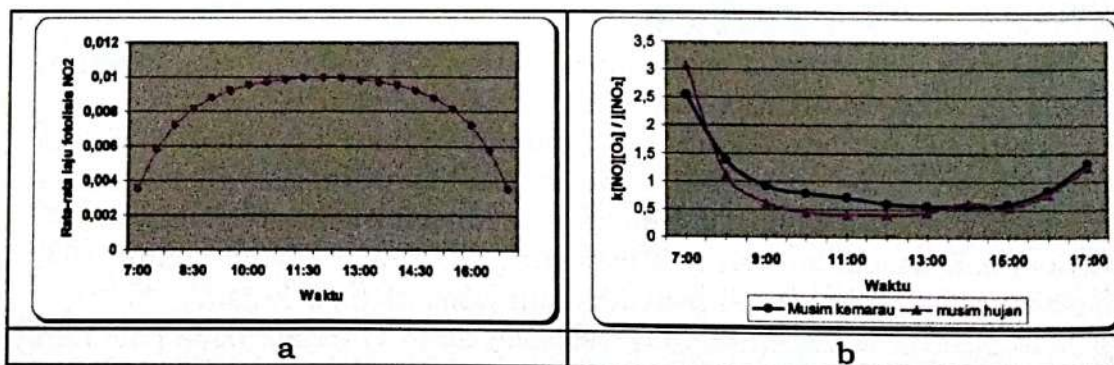 0,012
0,01
0,008
0,006
0,004
0,002
0
Rata-rata laju fotolisis NO2
7:00 8:30 10:00 11:30 13:00 14:30 16:00
Waktu
a
3,5
3
2,5
2
1,5
1
0,5
0
k[NO][O₃] / j[NO₂]
7:00 9:00 11:00 13:00 15:00 17:00
Waktu
Musim kemarau musim hujan
b